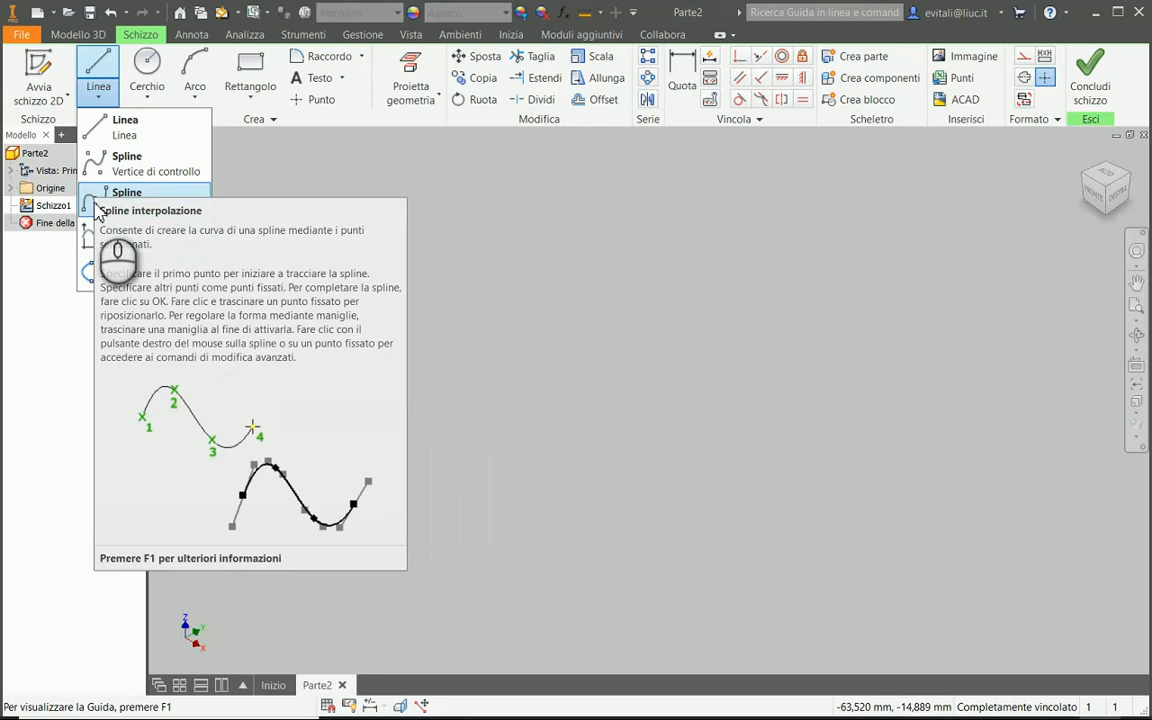 PRO
Materiale
Aspetto
Parte2
Ricerca Guida in linea e comand
evitali@liuc.it
File Modello 3D Schizzo Annota Analizza Strumenti Gestione Vista Ambienti Inizia Moduli aggiuntivi Collabora
Avvia
schizzo 2D
Linea
Cerchio
Arco
Rettangolo
Raccordo
Testo
Punto
Proietta
geometria
Sposta
Copia
Ruota
Taglia
Estendi
Dividi
Scala
Allunga
Offset
Quota
Crea parte
Crea componenti
Crea blocco
Immagine
Punti
ACAD
Concludi
schizzo
Schizzo
Crea
Modifica
Serie
Vincola
Scheletro
Inserisci
Formato
Esci
Modello
Parte2
Vista: Pri
Origine
Schizzo1
Fine della
Linea
Linea
Spline
Vertice di controllo
Spline
Spline interpolazione
Consente di creare la curva di una spline mediante i punti
Specificare il primo punto per iniziare a tracciare la spline.
Specificare altri punti come punti fissati. Per completare la spline,
fare clic su OK. Fare clic e trascinare un punto fissato per
riposizionarlo. Per regolare la forma mediante maniglie,
trascinare una maniglia al fine di attivarla. Fare clic con il
pulsante destro del mouse sulla spline o su un punto fissato per
accedere ai comandi di modifica avanzati.
1
2
3
4
Premere F1 per ulteriori informazioni
ALTO
FRONTE
DESTRA
Z
Y
X
Inizio
Parte2
Per visualizzare la Guida, premere F1
-63,520 mm, -14,889 mm
Completamente vincolato
1
1